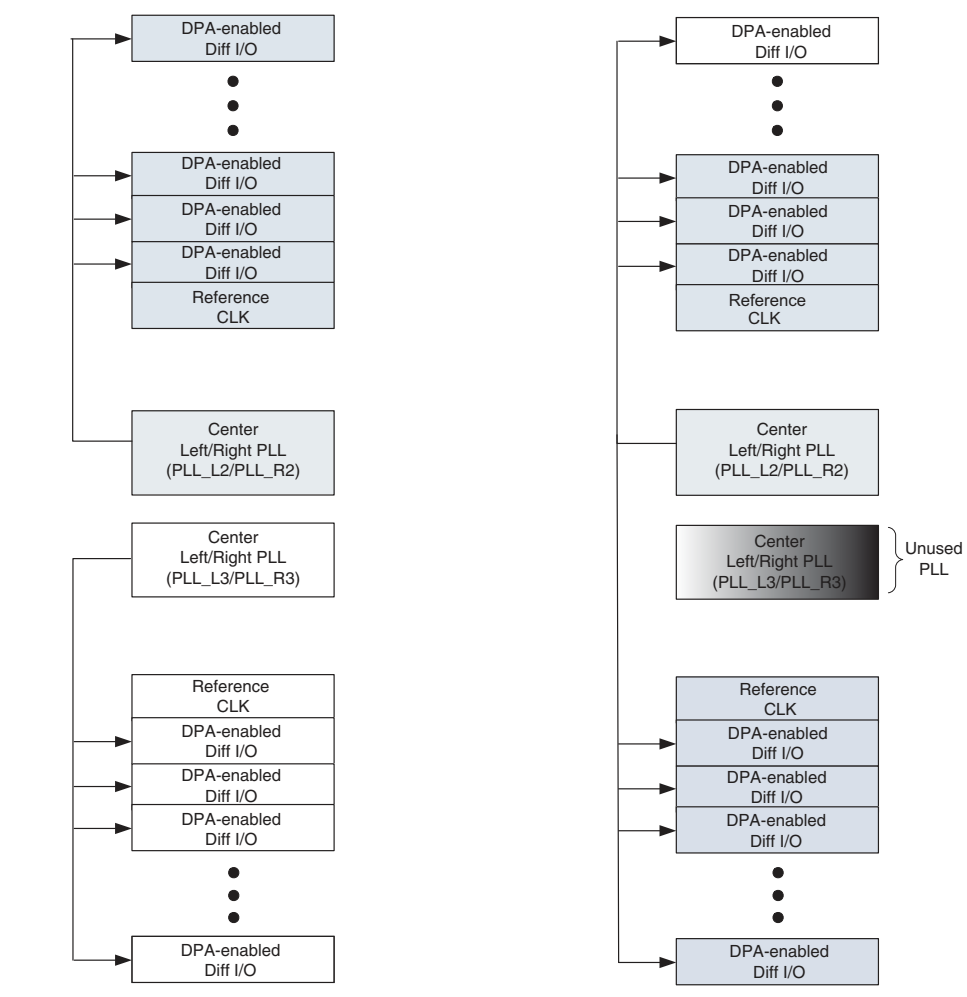 DPA-enabled
Diff I/O
DPA-enabled
Diff I/O
DPA-enabled
Diff I/O
DPA-enabled
Diff I/O
Reference
CLK
Center
Left/Right PLL
(PLL_L2/PLL_R2)
Center
Left/Right PLL
(PLL_L3/PLL_R3)
Reference
CLK
DPA-enabled
Diff I/O
DPA-enabled
Diff I/O
DPA-enabled
Diff I/O
DPA-enabled
Diff I/O
DPA-enabled
Diff I/O
DPA-enabled
Diff I/O
DPA-enabled
Diff I/O
DPA-enabled
Diff I/O
Reference
CLK
Center
Left/Right PLL
(PLL_L2/PLL_R2)
Center
Left/Right PLL
(PLL_L3/PLL_R3)
Unused
PLL
Reference
CLK
DPA-enabled
Diff I/O
DPA-enabled
Diff I/O
DPA-enabled
Diff I/O
DPA-enabled
Diff I/O